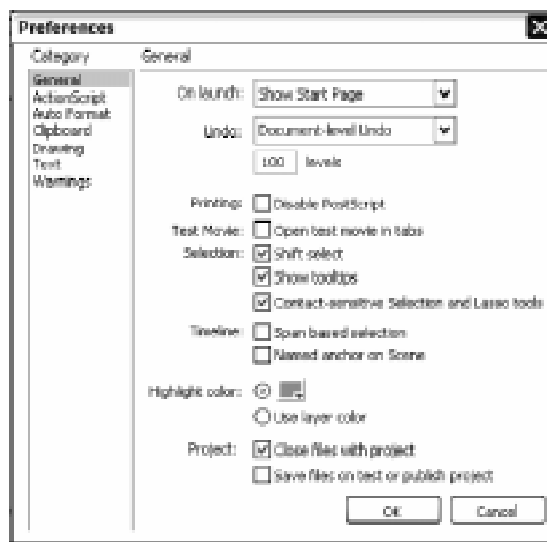 Preferences
Category
General
General
ActionScript
Auto Format
Clipboard
Drawing
Text
Warnings
On launch: Show Start Page
Undo: Document-level Undo
100 levels
Printing: Disable PostScript
Test Movie: Open test movie in tabs
Selection: Shift select
Show tooltips
Contact-sensitive Selection and Lasso tools
Timeline: Span based selection
Named anchor on Scene
Highlight color:
Use layer color
Project: Close files with project
Save files on test or publish project
OK Cancel